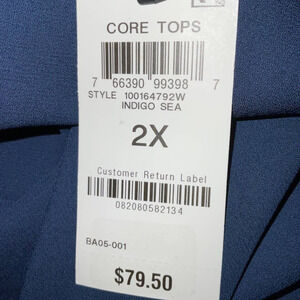 CORE TOPS
7 66390 99398 7
STYLE 100164792W
INDIGO SEA
2X
Customer Return Label
082080582134
BA05-001
$79.50